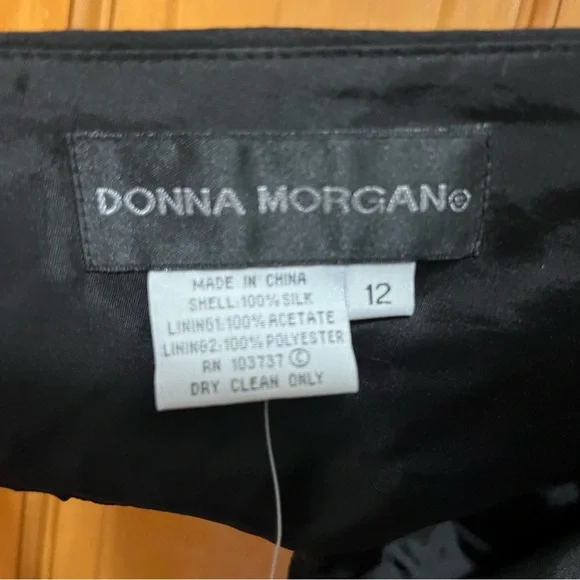 DONNA MORGAN®
MADE IN CHINA
SHELL:100% SILK
LINING1:100% ACETATE
LINING2:100% POLYESTER
RN 103737 ©
DRY CLEAN ONLY
12